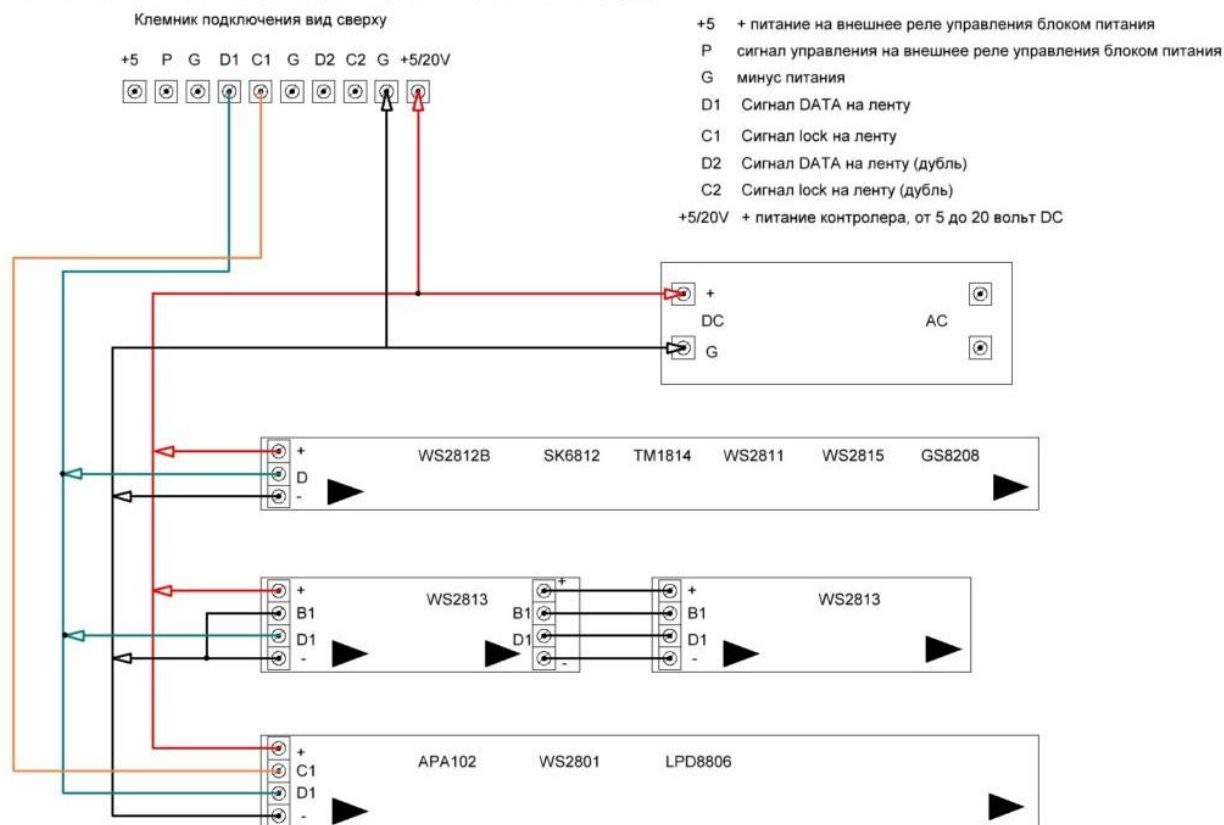 Клемник подключения вид сверху
+5 P G D1 C1 G D2 C2 G +5/20V
+5 + питание на внешнее реле управления блоком питания
P сигнал управления на внешнее реле управления блоком питания
G минус питания
D1 Сигнал DATA на ленту
C1 Сигнал lock на ленту
D2 Сигнал DATA на ленту (дубль)
C2 Сигнал lock на ленту (дубль)
+5/20V + питание контролера, от 5 до 20 вольт DC
+
DC AC
G
+ WS2812B SK6812 TM1814 WS2811 WS2815 GS8208
D
-
+ WS2813 + + WS2813
B1 B1 B1
D1 D1 D1
- - -
+ APA102 WS2801 LPD8806
C1
D1
-